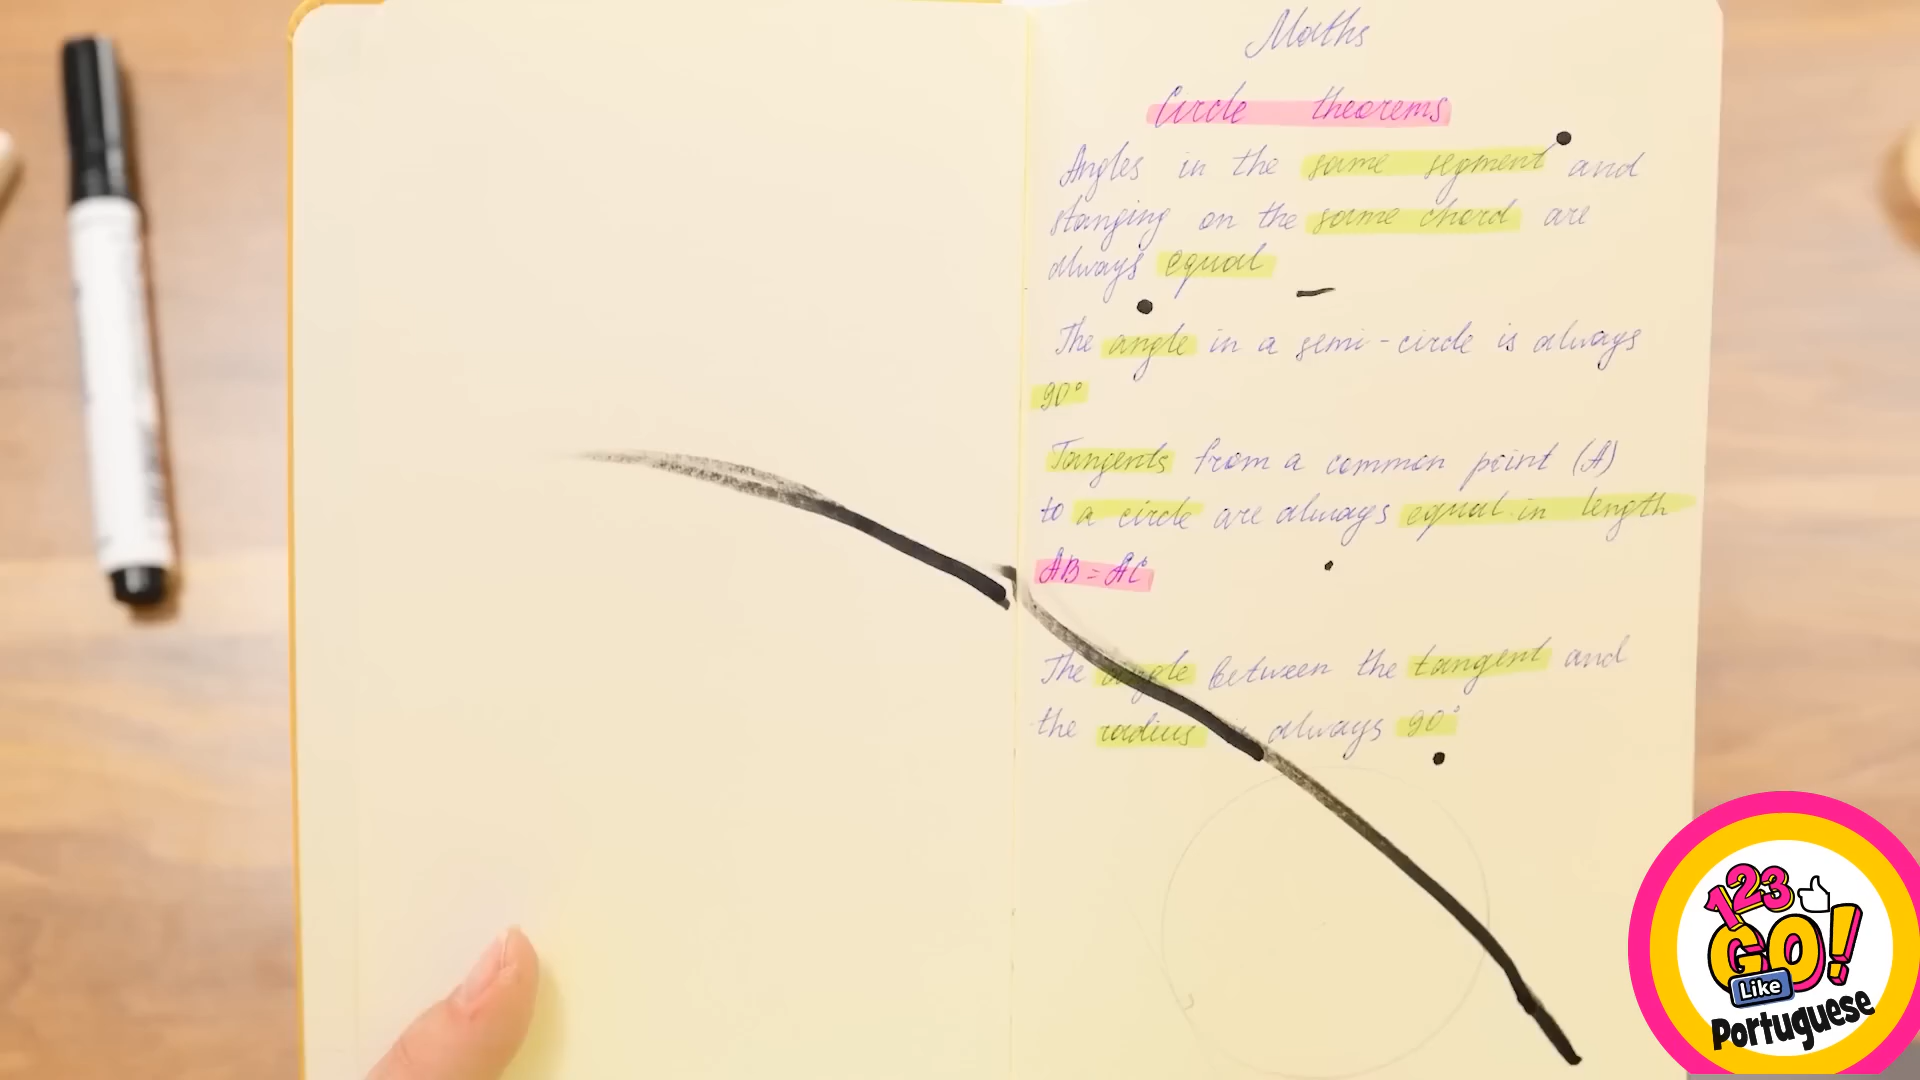 Maths
Circle theorems
Angles in the same segment and
stanging on the same chord are
always equal
The angle in a semi-circle is always
90°
Tangents from a common point (A)
to a circle are always equal in length
AB = AC
The angle between the tangent and
the radius always 90°
123
GO!
Like
Portuguese